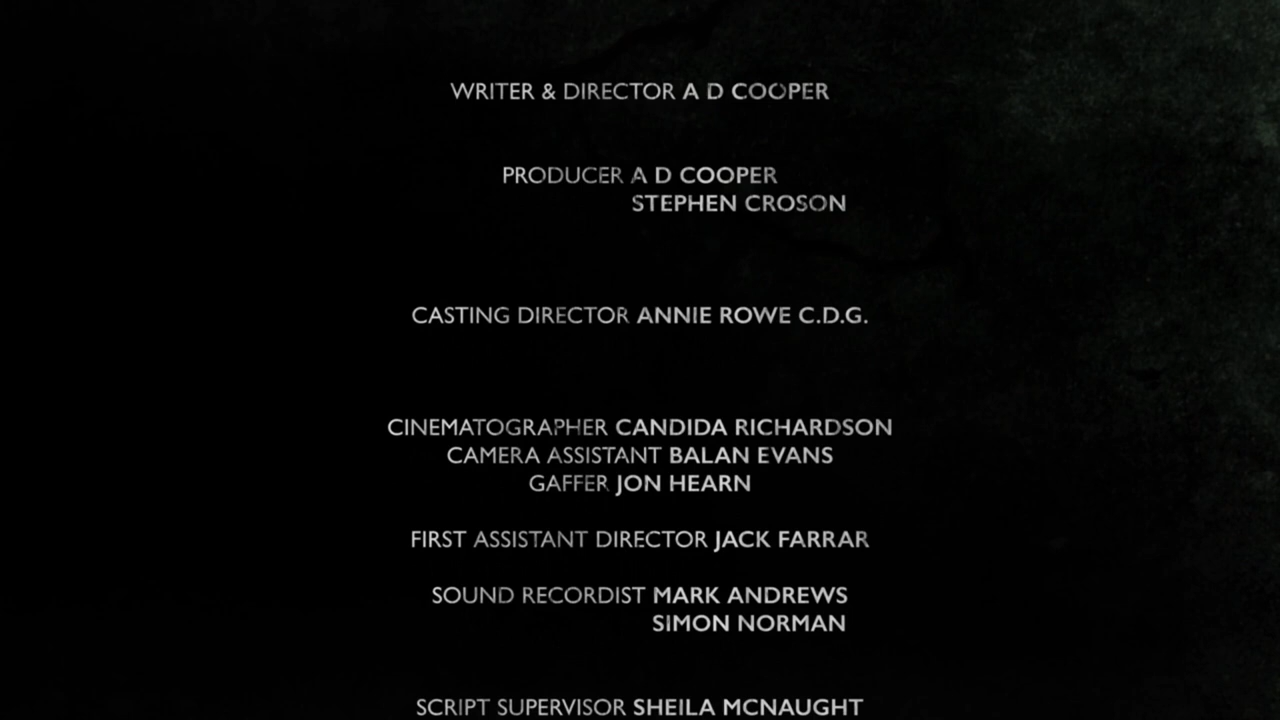 WRITER & DIRECTOR A D COOPER
PRODUCER A D COOPER
STEPHEN CROSON
CASTING DIRECTOR ANNIE ROWE C.D.G.
CINEMATOGRAPHER CANDIDA RICHARDSON
CAMERA ASSISTANT BALAN EVANS
GAFFER JON HEARN
FIRST ASSISTANT DIRECTOR JACK FARRAR
SOUND RECORDIST MARK ANDREWS
SIMON NORMAN
SCRIPT SUPERVISOR SHEILA MCNAUGHT